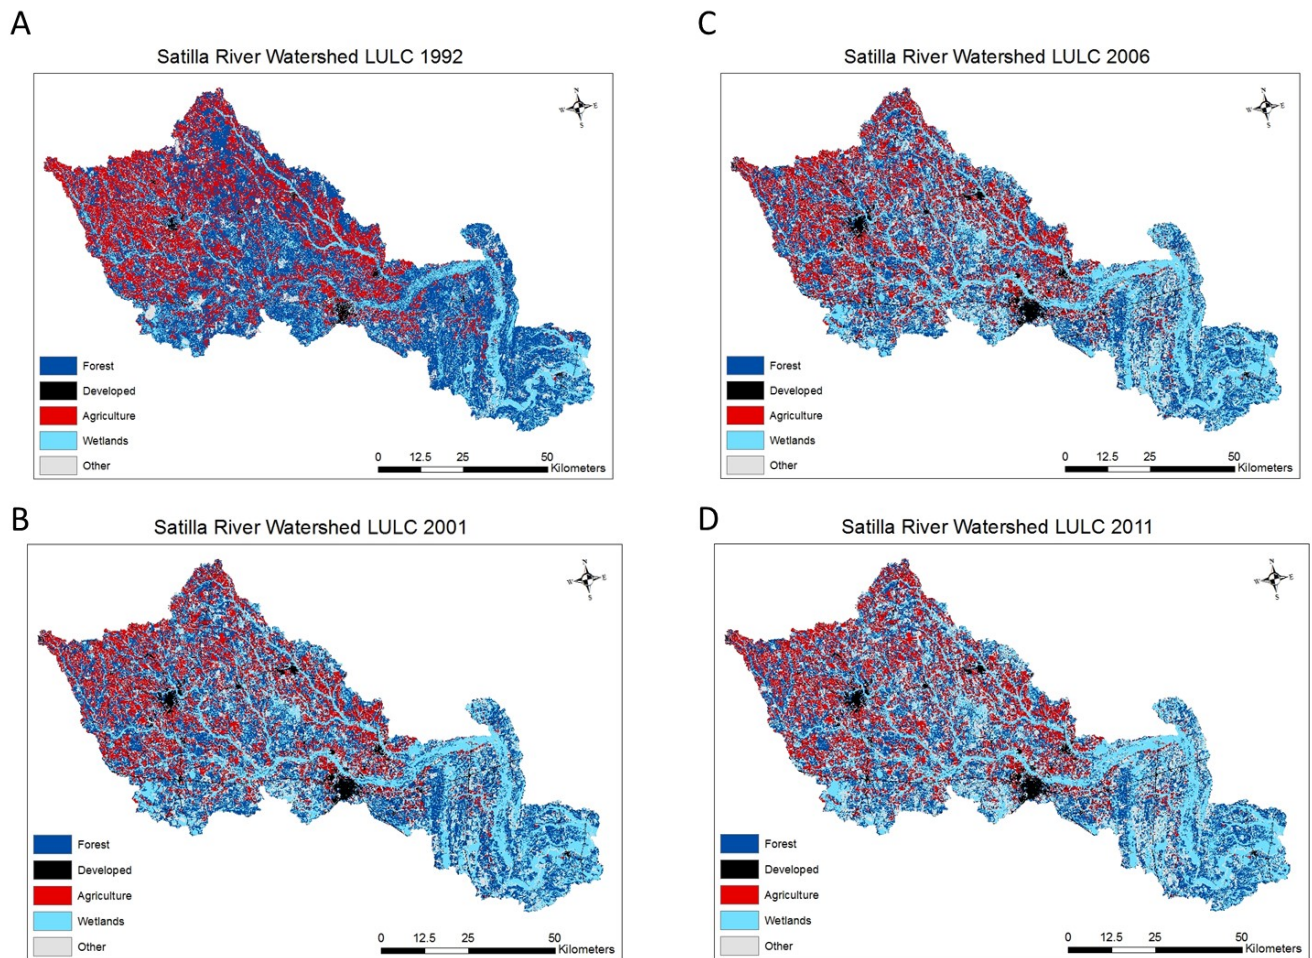 A
Satilla River Watershed LULC 1992
N
W E
S
Forest
Developed
Agriculture
Wetlands
Other
0 12.5 25 50
Kilometers
C
Satilla River Watershed LULC 2006
N
W E
S
Forest
Developed
Agriculture
Wetlands
Other
0 12.5 25 50
Kilometers
B
Satilla River Watershed LULC 2001
N
W E
S
Forest
Developed
Agriculture
Wetlands
Other
0 12.5 25 50
Kilometers
D
Satilla River Watershed LULC 2011
N
W E
S
Forest
Developed
Agriculture
Wetlands
Other
0 12.5 25 50
Kilometers